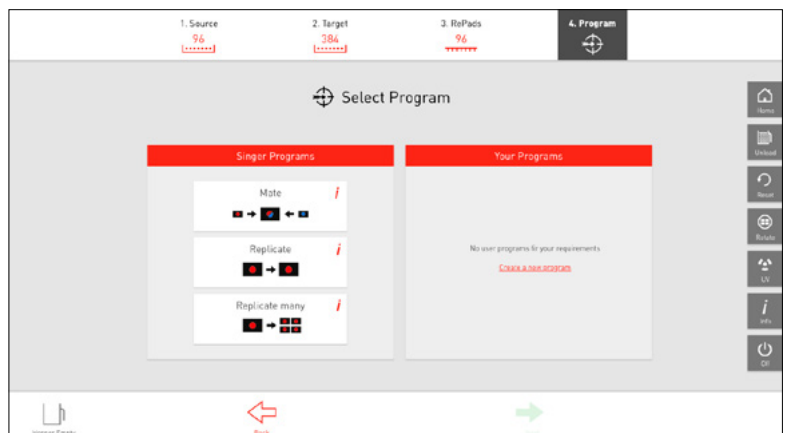 1. Source
96
2. Target
384
3. RePads
96
4. Program
Select Program
Singer Programs
Mate
i
Replicate
i
Replicate many
i
Your Programs
No user programs fit your requirements
Create a new program
Home
Unload
Reset
Rotate
UV
i
Info
Off
Back